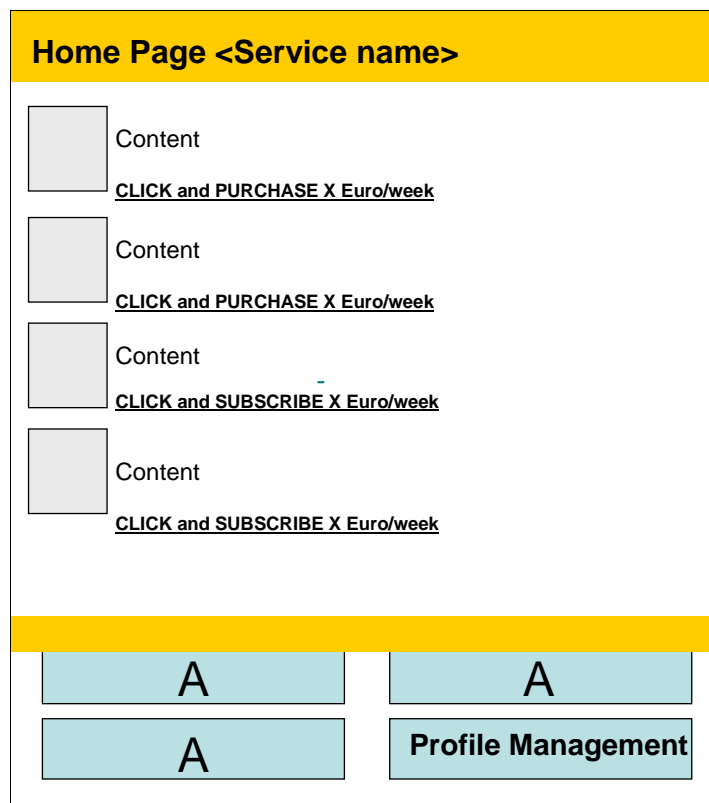 Home Page <Service name>
Content
CLICK and PURCHASE X Euro/week
Content
CLICK and PURCHASE X Euro/week
Content
-
CLICK and SUBSCRIBE X Euro/week
Content
CLICK and SUBSCRIBE X Euro/week
A A
A Profile Management